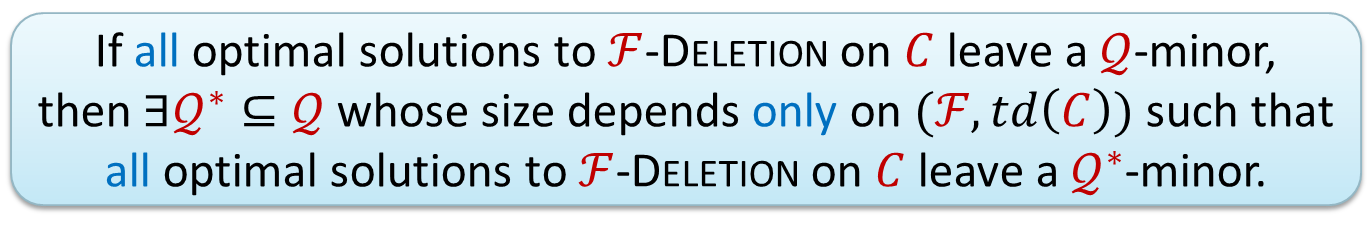 If all optimal solutions to ℱ-DELETION on 𝐶 leave a 𝒬-minor,
then ∃𝒬* ⊆ 𝒬 whose size depends only on (ℱ, 𝑡𝑑(𝐶)) such that
all optimal solutions to ℱ-DELETION on 𝐶 leave a 𝒬*-minor.